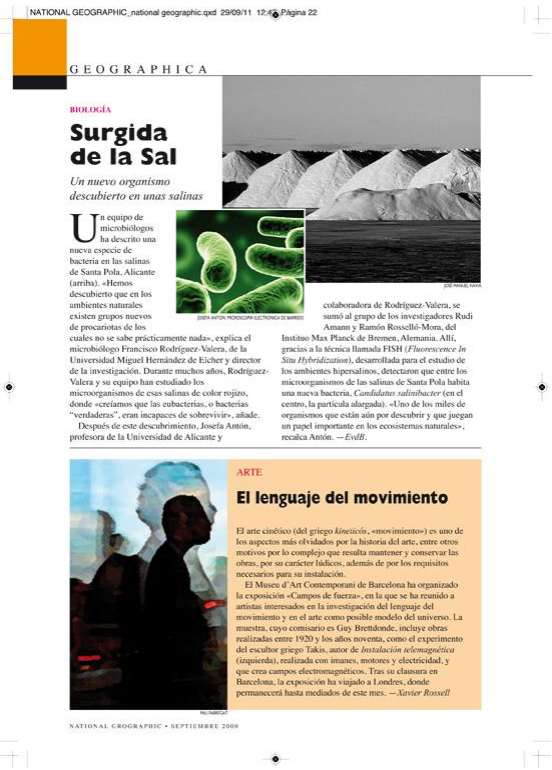 NATIONAL GEOGRAPHIC_national geographic.qxd 29/09/11 12:4 Página 22
GEOGRAPHICA
BIOLOGÍA
Surgida
de la Sal
Un nuevo organismo
descubierto en unas salinas
Un equipo de
microbiólogos
ha descrito una
nueva especie de
bacteria en las salinas
de Santa Pola, Alicante
(arriba). «Hemos
descubierto que en los
ambientes naturales
existen grupos nuevos
de procariotas de los
cuales no se sabe prácticamente nada», explica el
microbiólogo Francisco Rodríguez-Valera, de la
Universidad Miguel Hernández de Elcher y director
de la investigación. Durante muchos años, Rodríguez-
Valera y su equipo han estudiado los
microorganismos de esas salinas de color rojizo,
donde «creíamos que las eubacterias, o bacterias
“verdaderas”, eran incapaces de sobrevivir», añade.
Después de este descubrimiento, Josefa Antón,
profesora de la Universidad de Alicante y
JOSÉ MANUEL NAVIA
JOSEFA ANTÓN: MICROSCOPÍA ELECTRÓNICA DE BARRIDO
colaboradora de Rodríguez-Valera, se
sumó al grupo de los investigadores Rudi
Amann y Ramón Rosselló-Mora, del
Instituo Max Planck de Bremen, Alemania. Allí,
gracias a la técnica llamada FISH (Fluorescence In
Situ Hybridization), desarrollada para el estudio de
los ambientes hipersalinos, detectaron que entre los
microorganismos de las salinas de Santa Pola habita
una nueva bacteria, Candidatus salinibacter (en el
centro, la partícula alargada). «Uno de los miles de
organismos que están aún por descubrir y que juegan
un papel importante en los ecosistemas naturales»,
recalca Antón. —EvdB.
ARTE
El lenguaje del movimiento
El arte cinético (del griego kineticós, «movimiento») es uno de
los aspectos más olvidados por la historia del arte, entre otros
motivos por lo complejo que resulta mantener y conservar las
obras, por su carácter lúdicos, además de por los requisitos
necesarios para su instalación.
El Museu d’Art Contemporani de Barcelona ha organizado
la exposición «Campos de fuerza», en la que se ha reunido a
artistas interesados en la investigación del lenguaje del
movimiento y en el arte como posible modelo del universo. La
muestra, cuyo comisario es Guy Brettdonde, incluye obras
realizadas entre 1920 y los años noventa, como el experimento
del escultor griego Takis, autor de Instalación telemagnética
(izquierda), realizada con imanes, motores y electricidad, y
que crea campos electromagnéticos. Tras su clausura en
Barcelona, la exposición ha viajado a Londres, donde
permanecerá hasta mediados de este mes. —Xavier Rossell
PAU FABREGAT
NATIONAL GROGRAPHIC • SEPTIEMBRE 2000